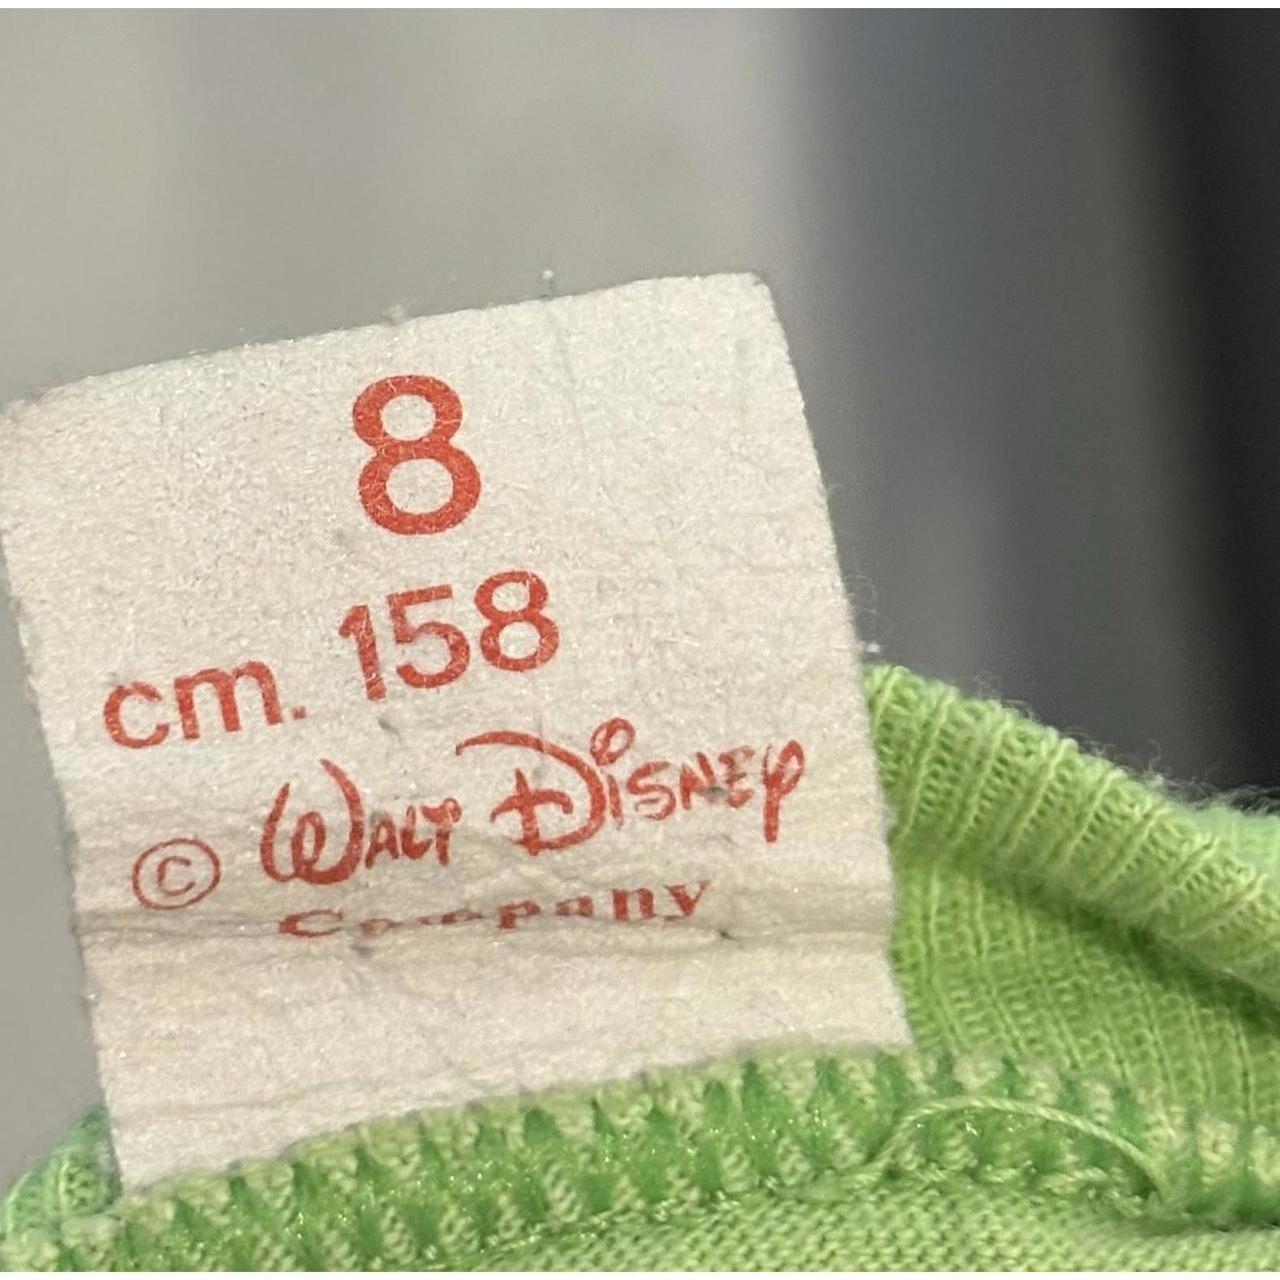 8
cm. 158
© WALT DISNEY
Company